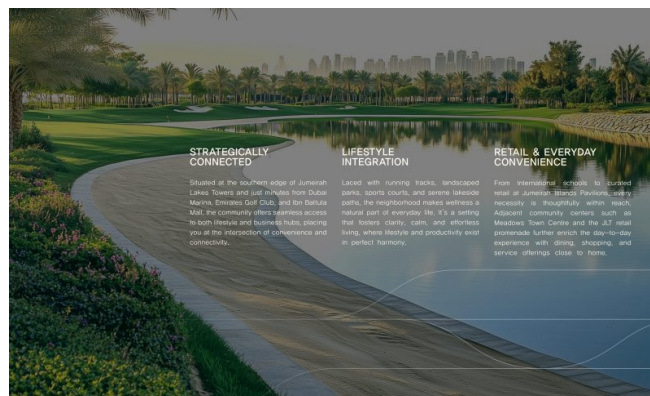 STRATEGICALLY
CONNECTED
Situated at the southern edge of Jumeirah
Lakes Towers and just minutes from Dubai
Marina, Emirates Golf Club, and Ibn Battuta
Mall, the community offers seamless access
to both lifestyle and business hubs, placing
you at the intersection of convenience and
connectivity.
LIFESTYLE
INTEGRATION
Laced with running tracks, landscaped
parks, sports courts, and serene lakeside
paths, the neighborhood makes wellness a
natural part of everyday life. It's a setting
that fosters clarity, calm, and effortless
living, where lifestyle and productivity exist
in perfect harmony.
RETAIL & EVERYDAY
CONVENIENCE
From international schools to curated
retail at Jumeirah Islands Pavilions, every
necessity is thoughtfully within reach.
Adjacent community centers such as
Meadows Town Centre and the JLT retail
promenade further enrich the day-to-day
experience with dining, shopping, and
service offerings close to home.